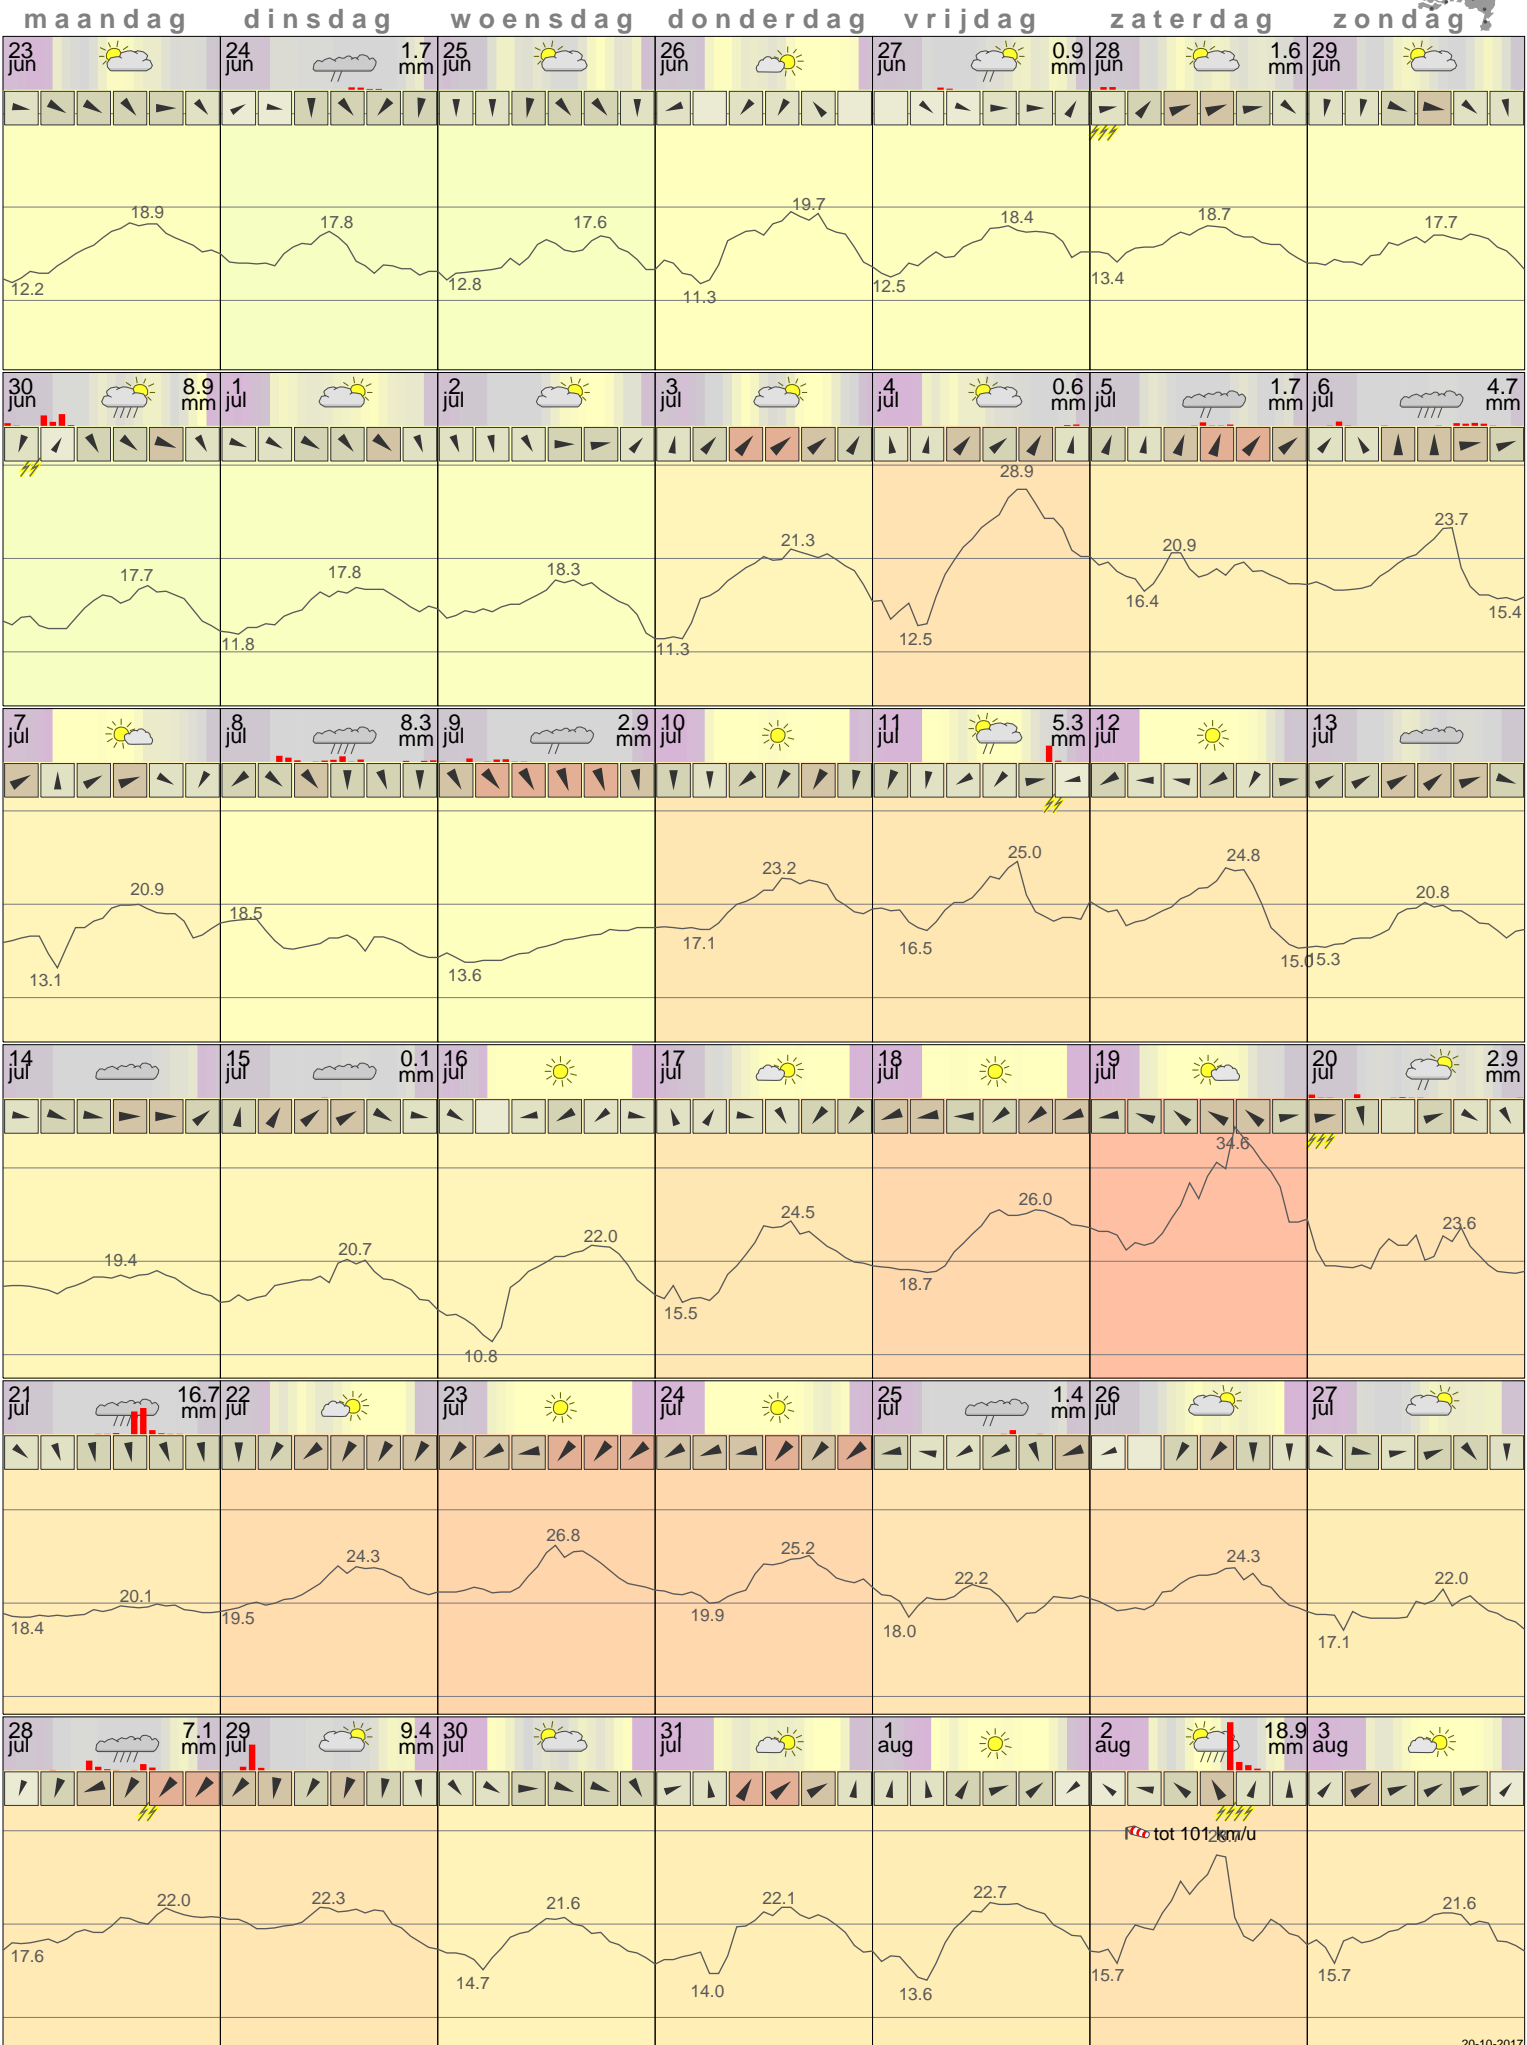 maandag dinsdag woensdag donderdag vrijdag zaterdag zondag
23 24 1.7 25 26 27 0.9 28 1.6 29
jun jun mm jun jun jun mm jun mm jun
18.9 17.8 17.6 19.7 18.4 18.7 17.7
12.2 12.8 11.3 12.5 13.4
30 8.9 1 2 3 4 0.6 5 1.7 6 4.7
jun mm jul jul jul jul mm jul mm jul mm
17.7 17.8 18.3 21.3 28.9 20.9 23.7
11.8 11.3 12.5 16.4 15.4
7 8 8.3 9 2.9 10 11 5.3 12 13
jul jul mm jul mm jul jul mm jul jul
20.9 18.5 23.2 25.0 24.8 20.8
13.1 13.6 17.1 16.5 15.0 15.3
14 15 0.1 16 17 18 19 20 2.9
jul jul mm jul jul jul jul jul mm
19.4 20.7 22.0 24.5 26.0 34.6 23.6
10.8 15.5 18.7
21 16.7 22 23 24 25 1.4 26 27
jul mm jul jul jul jul mm jul jul
20.1 24.3 26.8 25.2 22.2 24.3 22.0
18.4 19.5 19.9 18.0 17.1
28 7.1 29 9.4 30 31 1 2 18.9 3
jul mm jul mm jul jul aug aug mm aug
tot 101 km/u
22.0 22.3 21.6 22.1 22.7 21.6
17.6 14.7 14.0 13.6 15.7 15.7
20-10-2017